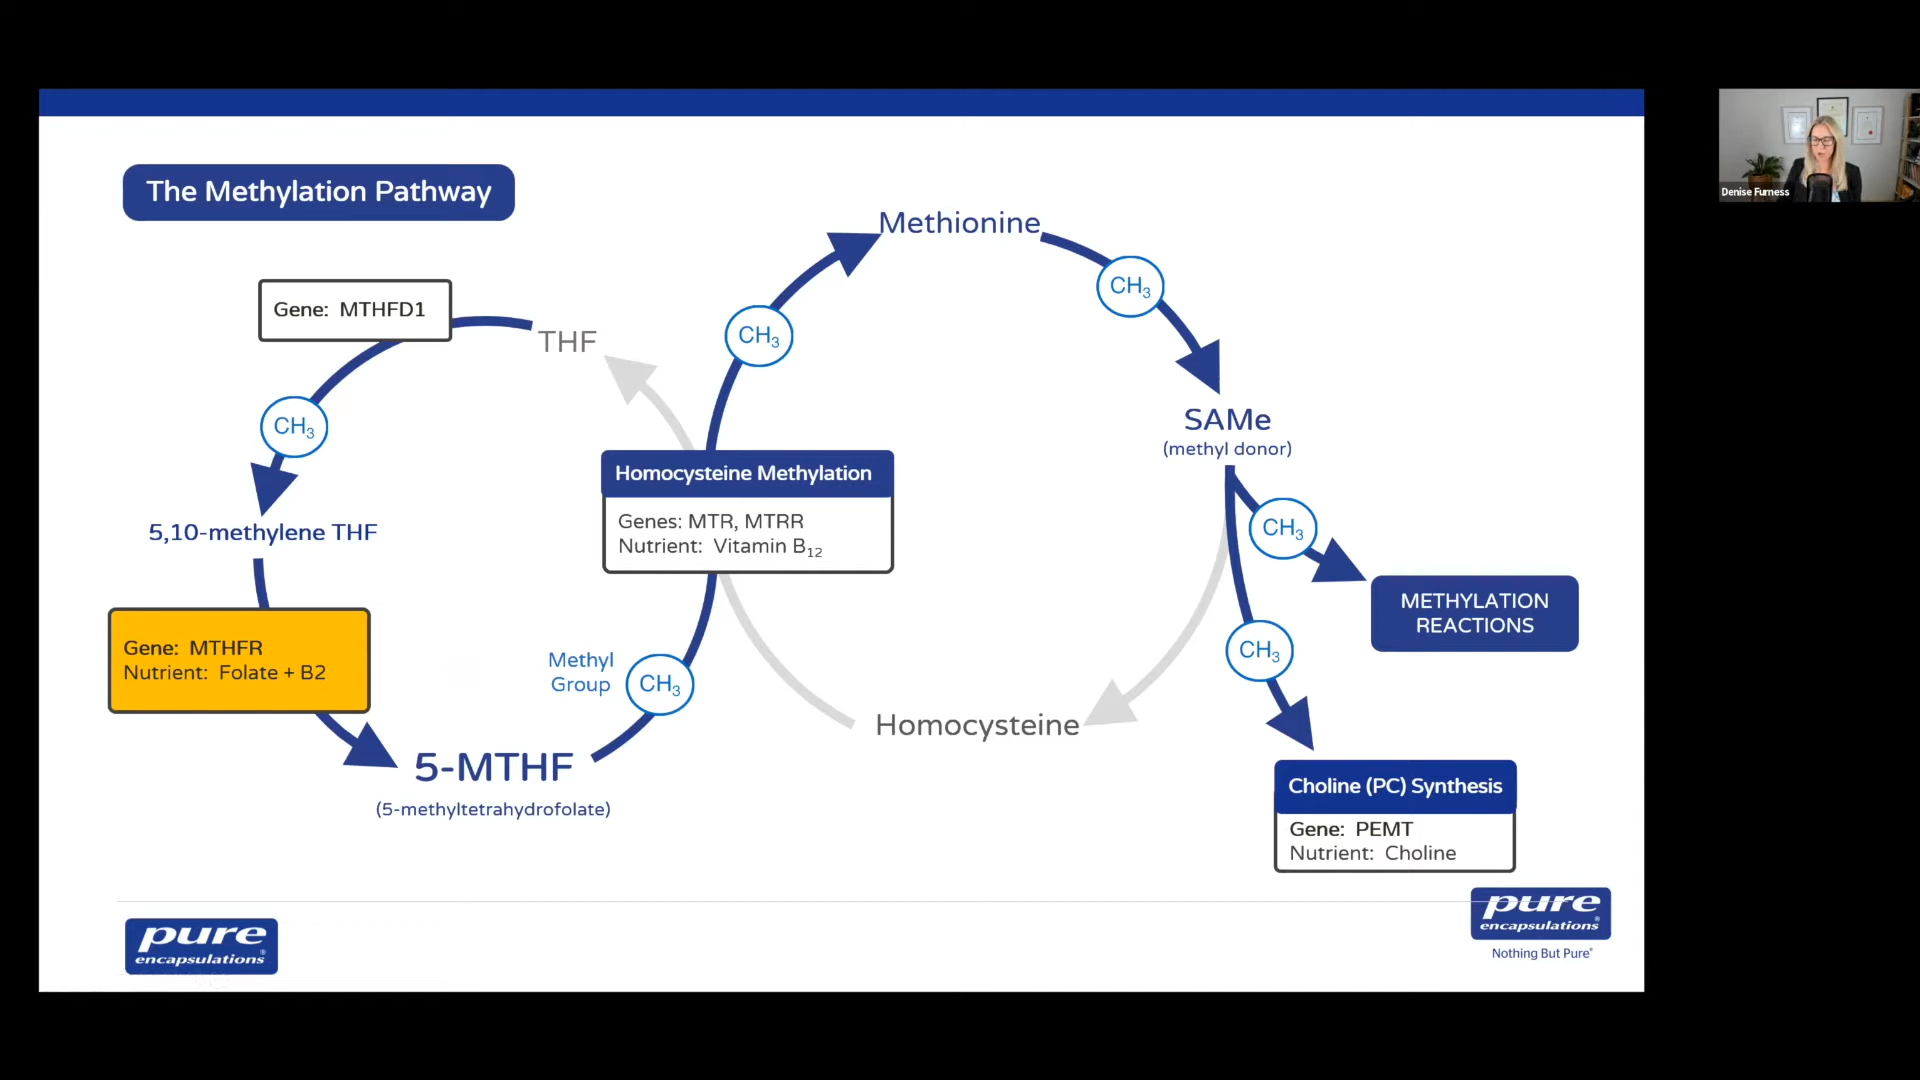 The Methylation Pathway
Methionine
CH3
Gene: MTHFD1
CH3
THF
SAMe
(methyl donor)
CH3
Homocysteine Methylation
Genes: MTR, MTRR
Nutrient: Vitamin B12
5,10-methylene THF
CH3
METHYLATION
REACTIONS
Gene: MTHFR
Nutrient: Folate + B2
Methyl
Group
CH3
CH3
Homocysteine
5-MTHF
(5-methyltetrahydrofolate)
Choline (PC) Synthesis
Gene: PEMT
Nutrient: Choline
pure
encapsulations®
pure
encapsulations®
Nothing But Pure®
Denise Furness